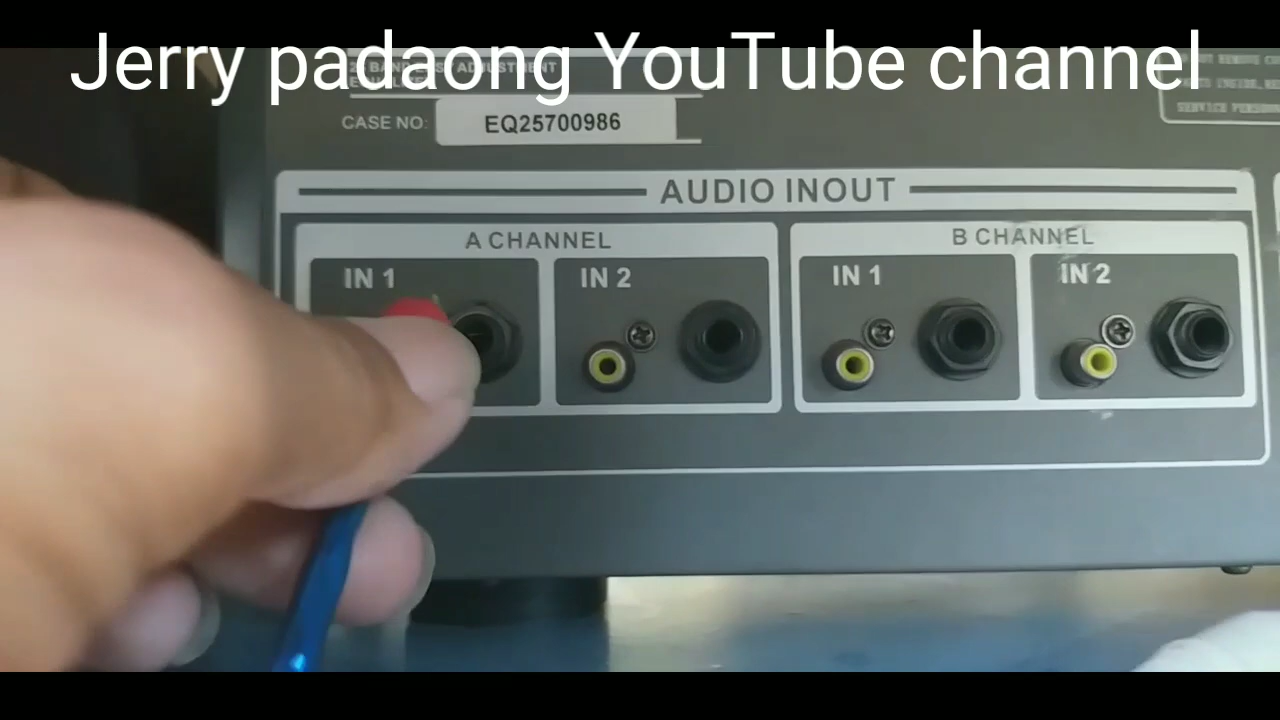 Jerry padaong YouTube channel
CASE NO: EQ25700986
AUDIO INOUT
A CHANNEL
B CHANNEL
IN 1
IN 2
IN 1
IN 2